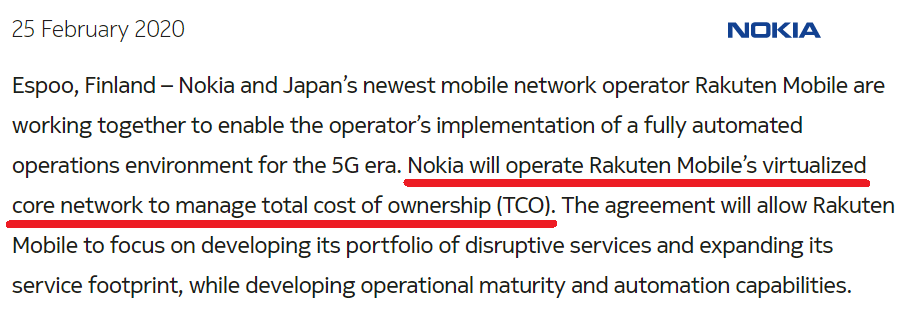 25 February 2020 NOKIA
Espoo, Finland – Nokia and Japan’s newest mobile network operator Rakuten Mobile are
working together to enable the operator’s implementation of a fully automated
operations environment for the 5G era. Nokia will operate Rakuten Mobile’s virtualized
core network to manage total cost of ownership (TCO). The agreement will allow Rakuten
Mobile to focus on developing its portfolio of disruptive services and expanding its
service footprint, while developing operational maturity and automation capabilities.